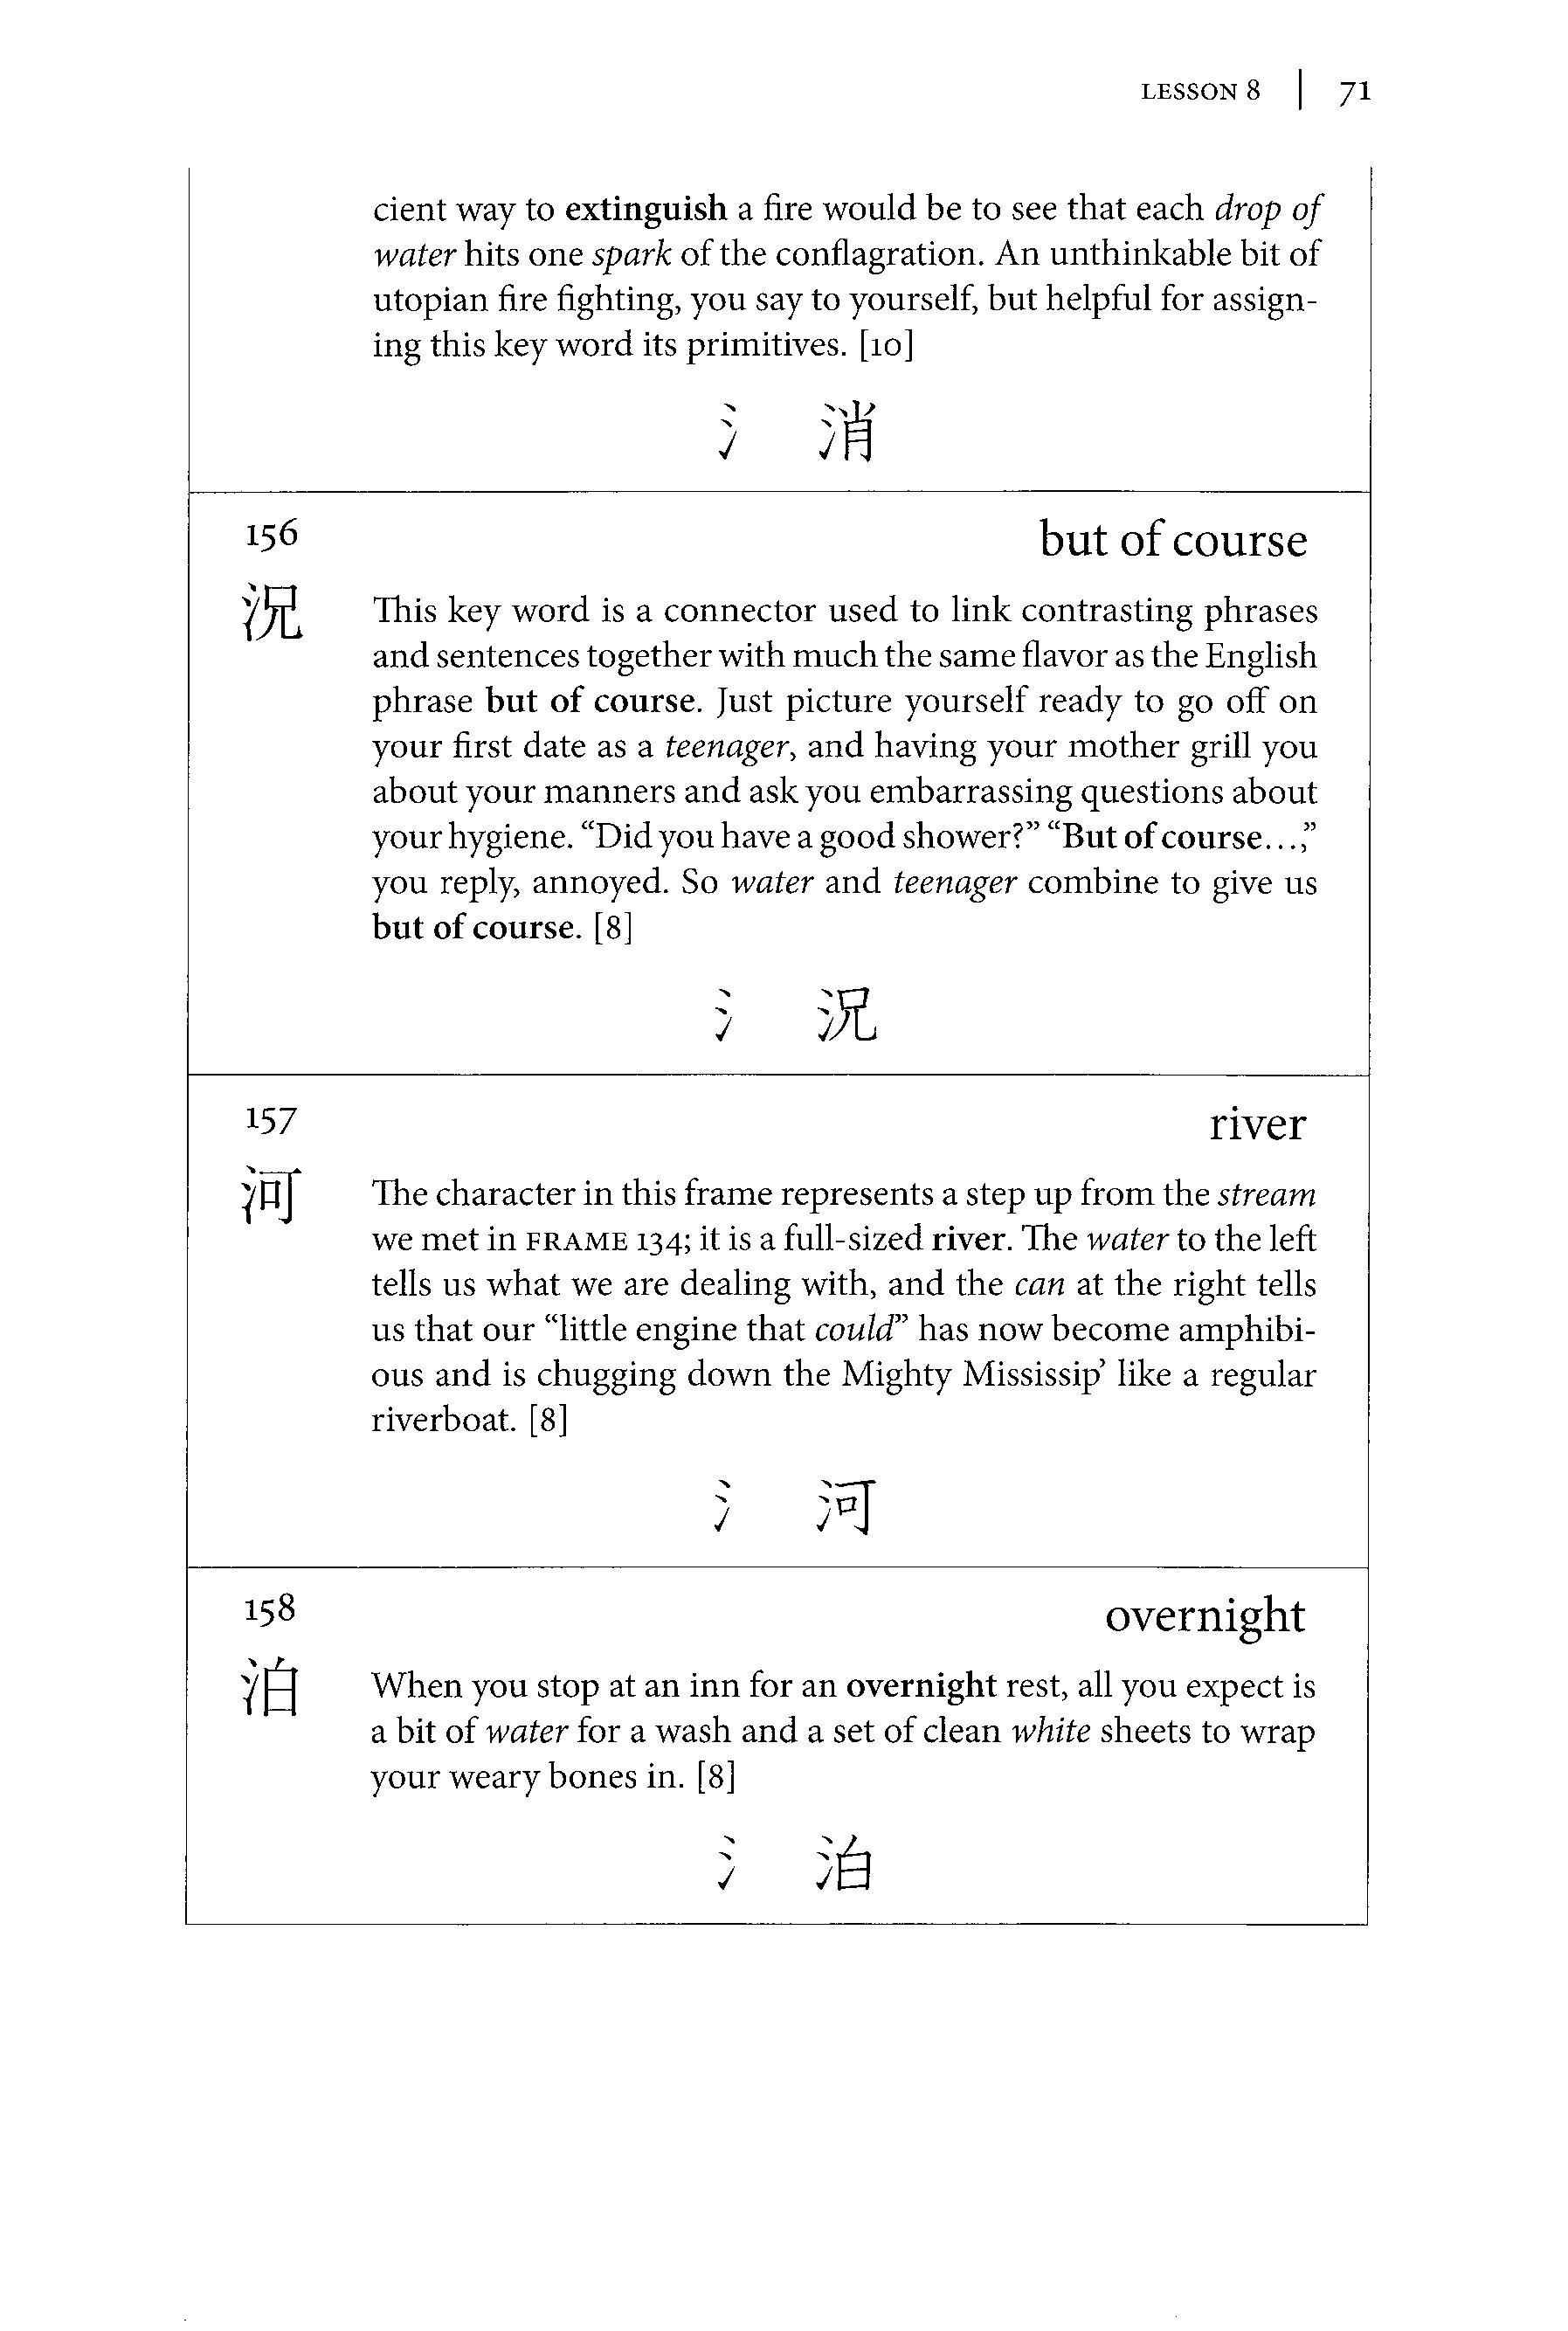 LESSON 8 | 71
cient way to extinguish a fire would be to see that each drop of
water hits one spark of the conflagration. An unthinkable bit of
utopian fire fighting, you say to yourself, but helpful for assign-
ing this key word its primitives. [10]
氵 消
156
but of course
況
This key word is a connector used to link contrasting phrases
and sentences together with much the same flavor as the English
phrase but of course. Just picture yourself ready to go off on
your first date as a teenager, and having your mother grill you
about your manners and ask you embarrassing questions about
your hygiene. “Did you have a good shower?” “But of course. . .,”
you reply, annoyed. So water and teenager combine to give us
but of course. [8]
氵 況
157
river
河
The character in this frame represents a step up from the stream
we met in FRAME 134; it is a full-sized river. The water to the left
tells us what we are dealing with, and the can at the right tells
us that our “little engine that could” has now become amphibi-
ous and is chugging down the Mighty Mississip’ like a regular
riverboat. [8]
氵 河
158
overnight
泊
When you stop at an inn for an overnight rest, all you expect is
a bit of water for a wash and a set of clean white sheets to wrap
your weary bones in. [8]
氵 泊